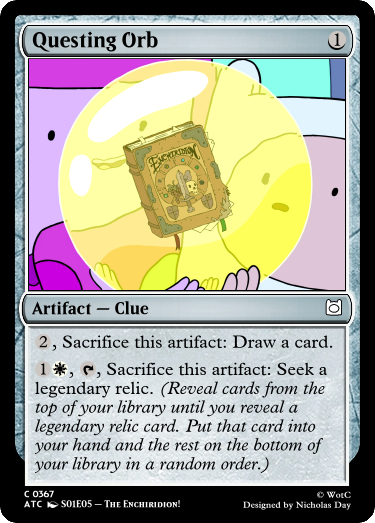 Questing Orb 1
ENCHIRIDION
Artifact — Clue
2, Sacrifice this artifact: Draw a card.
1, Sacrifice this artifact: Seek a
legendary relic. (Reveal cards from the
top of your library until you reveal a
legendary relic card. Put that card into
your hand and the rest on the bottom of
your library in a random order.)
C 0367 © WotC
ATC S01E05 — The Enchiridion! Designed by Nicholas Day